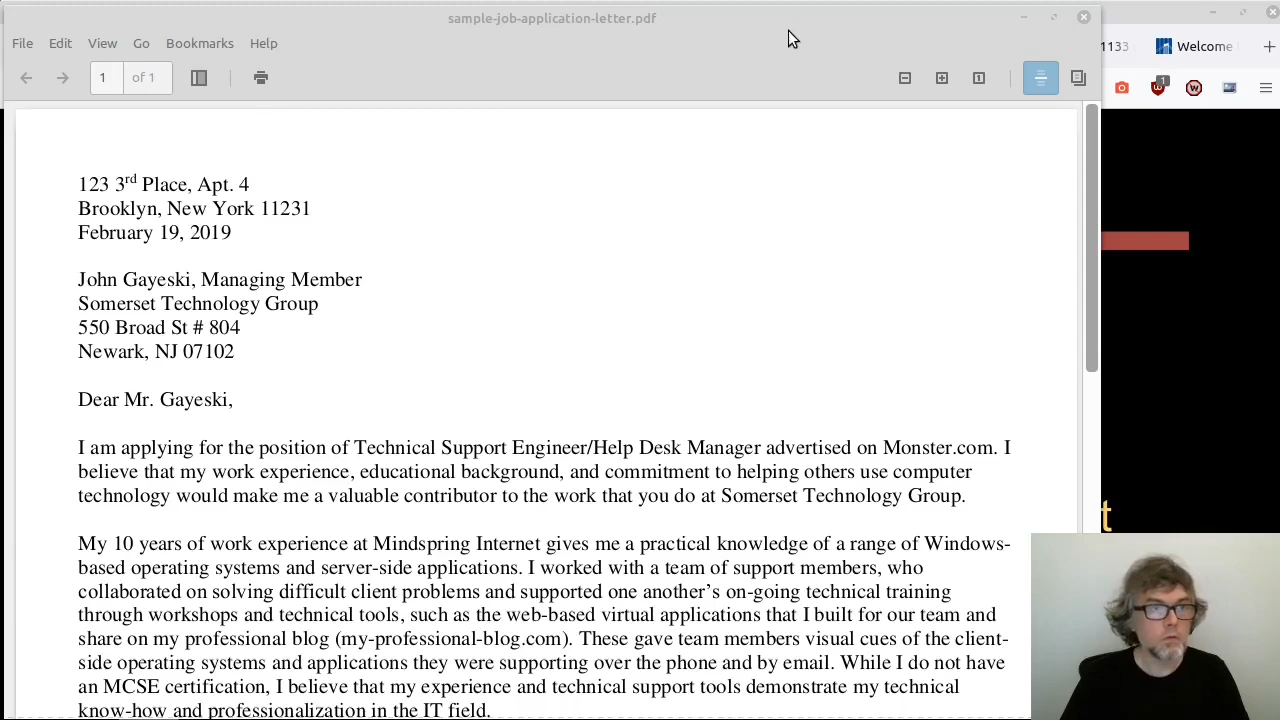 sample-job-application-letter.pdf
File Edit View Go Bookmarks Help
1133 Welcome
1 of 1
1
1
123 3rd Place, Apt. 4
Brooklyn, New York 11231
February 19, 2019
John Gayeski, Managing Member
Somerset Technology Group
550 Broad St # 804
Newark, NJ 07102
Dear Mr. Gayeski,
I am applying for the position of Technical Support Engineer/Help Desk Manager advertised on Monster.com. I
believe that my work experience, educational background, and commitment to helping others use computer
technology would make me a valuable contributor to the work that you do at Somerset Technology Group.
t
My 10 years of work experience at Mindspring Internet gives me a practical knowledge of a range of Windows-
based operating systems and server-side applications. I worked with a team of support members, who
collaborated on solving difficult client problems and supported one another’s on-going technical training
through workshops and technical tools, such as the web-based virtual applications that I built for our team and
share on my professional blog (my-professional-blog.com). These gave team members visual cues of the client-
side operating systems and applications they were supporting over the phone and by email. While I do not have
an MCSE certification, I believe that my experience and technical support tools demonstrate my technical
know-how and professionalization in the IT field.